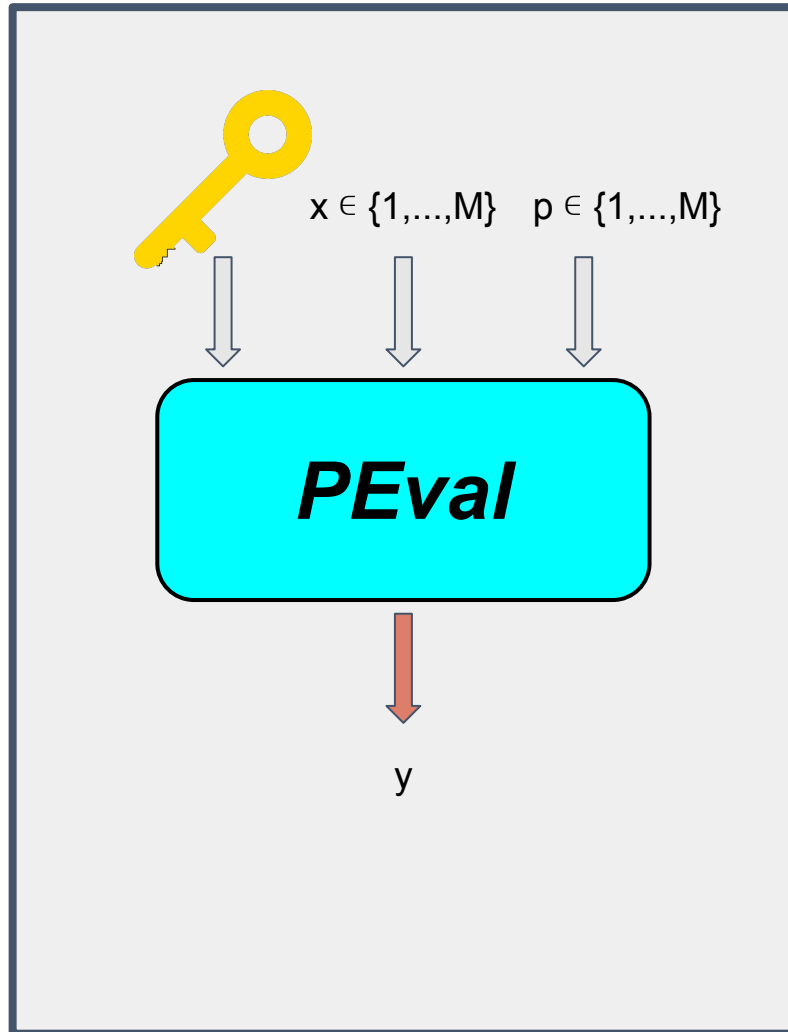 x ∈ {1,...,M} p ∈ {1,...,M}
PEval
y